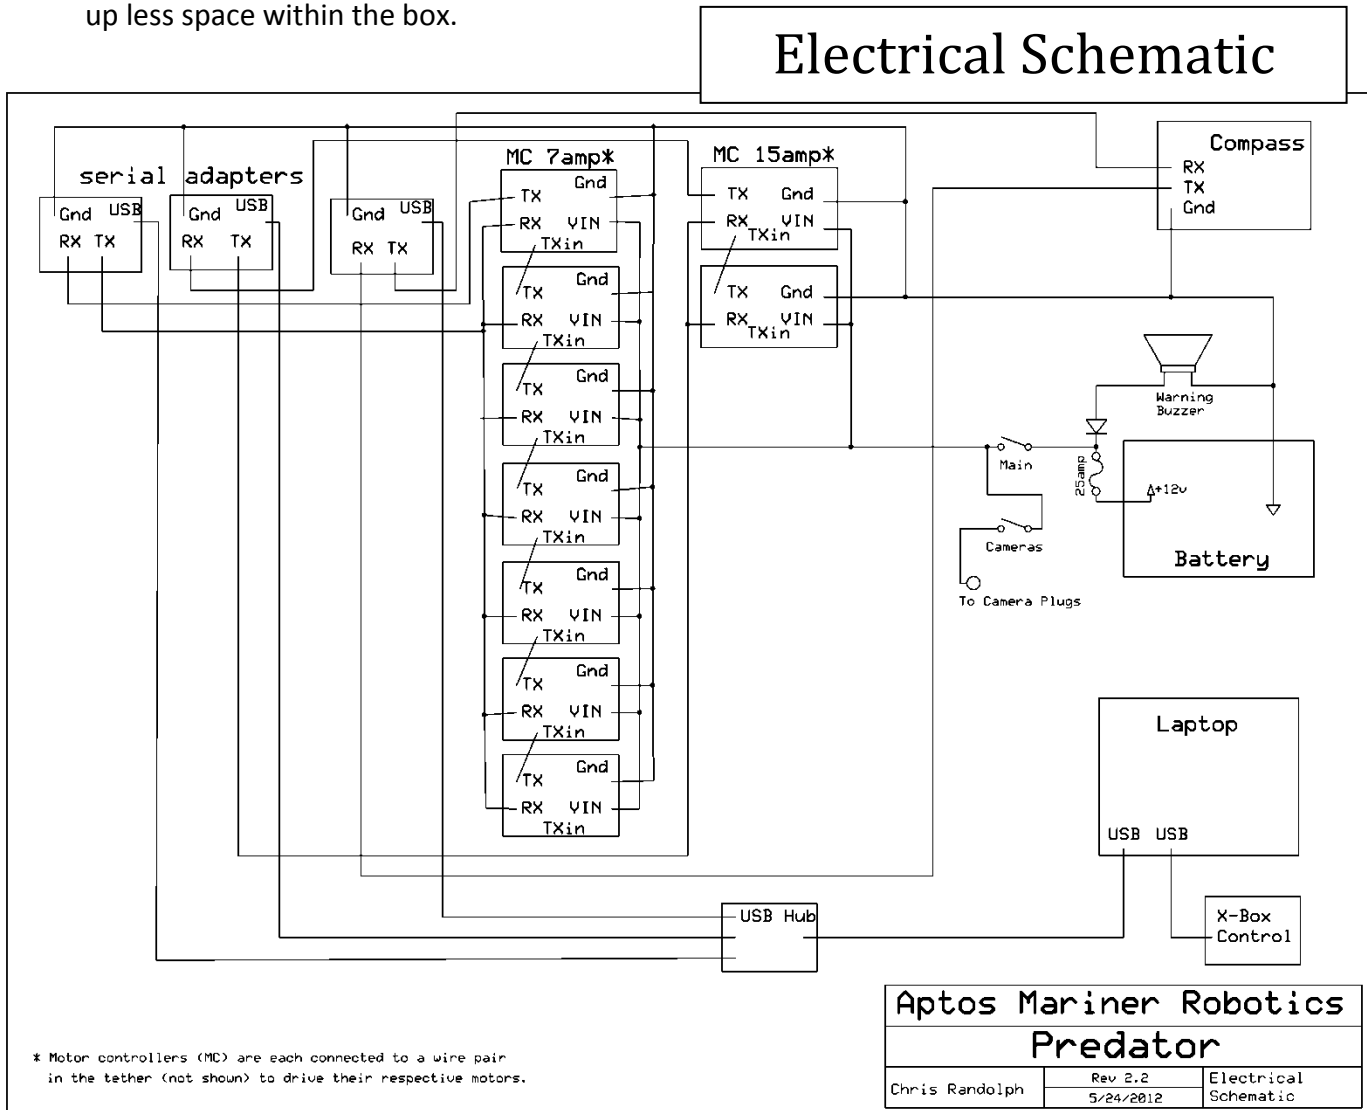 up less space within the box.
Electrical Schematic
serial adapters
Gnd USB
RX TX
Gnd USB
RX TX
Gnd USB
RX TX
MC 7amp*
Gnd
TX
RX VIN
TXin
Gnd
TX
RX VIN
TXin
Gnd
TX
RX VIN
TXin
Gnd
TX
RX VIN
TXin
Gnd
TX
RX VIN
TXin
Gnd
TX
RX VIN
TXin
Gnd
TX
RX VIN
TXin
MC 15amp*
TX Gnd
RX VIN
TXin
TX Gnd
RX VIN
TXin
Compass
RX
TX
Gnd
Warning
Buzzer
Main
25amp
+12v
Battery
Cameras
To Camera Plugs
Laptop
USB USB
USB Hub
X-Box
Control
* Motor controllers (MC) are each connected to a wire pair
in the tether (not shown) to drive their respective motors.
Aptos Mariner Robotics
Predator
Chris Randolph
Rev 2.2
5/24/2012
Electrical
Schematic